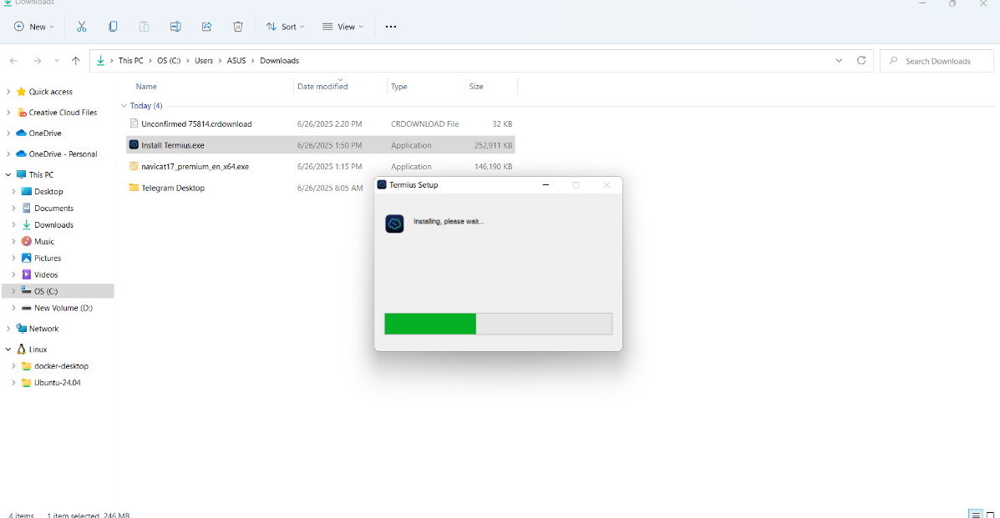 Downloads
New
Sort
View
This PC
OS (C:)
Users
ASUS
Downloads
Search Downloads
Name
Date modified
Type
Size
Quick access
Creative Cloud Files
OneDrive
OneDrive - Personal
This PC
Desktop
Documents
Downloads
Music
Pictures
Videos
OS (C:)
New Volume (D:)
Network
Linux
docker-desktop
Ubuntu-24.04
Today (4)
Unconfirmed 75814.crdownload 6/26/2025 2:20 PM CRDOWNLOAD File 32 KB
Install Termius.exe 6/26/2025 1:50 PM Application 252,911 KB
navicat17_premium_en_x64.exe 6/26/2025 1:15 PM Application 146,190 KB
Telegram Desktop 6/26/2025 8:05 AM
Termius Setup
Installing, please wait...
4 items 1 item selected 246 MB